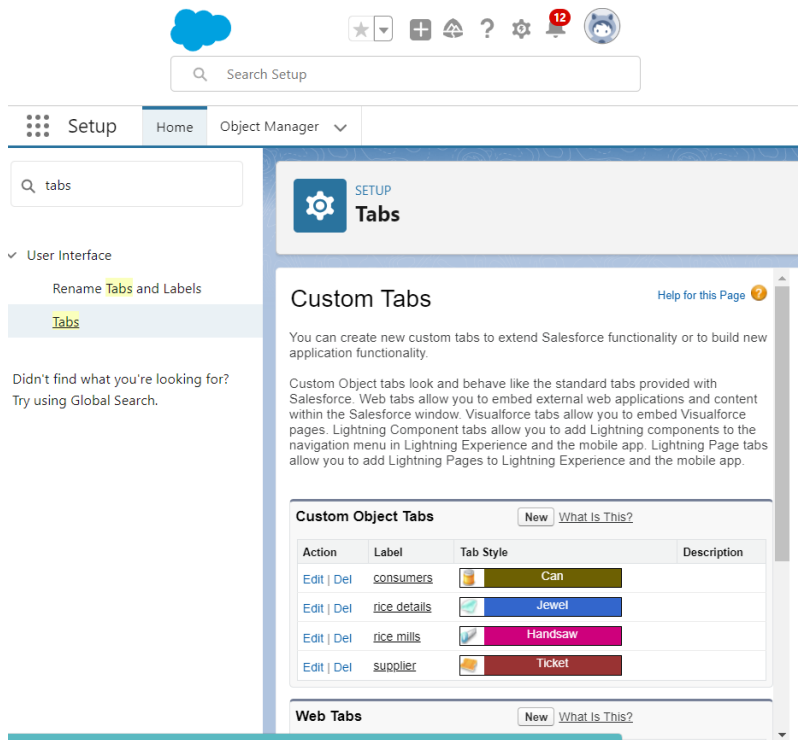 12
Search Setup
Setup Home Object Manager
tabs
User Interface
Rename Tabs and Labels
Tabs
Didn't find what you're looking for?
Try using Global Search.
SETUP
Tabs
Custom Tabs
Help for this Page ?
You can create new custom tabs to extend Salesforce functionality or to build new
application functionality.
Custom Object tabs look and behave like the standard tabs provided with
Salesforce. Web tabs allow you to embed external web applications and content
within the Salesforce window. Visualforce tabs allow you to embed Visualforce
pages. Lightning Component tabs allow you to add Lightning components to the
navigation menu in Lightning Experience and the mobile app. Lightning Page tabs
allow you to add Lightning Pages to Lightning Experience and the mobile app.
Custom Object Tabs New What Is This?
Action Label Tab Style Description
Edit | Del consumers Can
Edit | Del rice details Jewel
Edit | Del rice mills Handsaw
Edit | Del supplier Ticket
Web Tabs New What Is This?